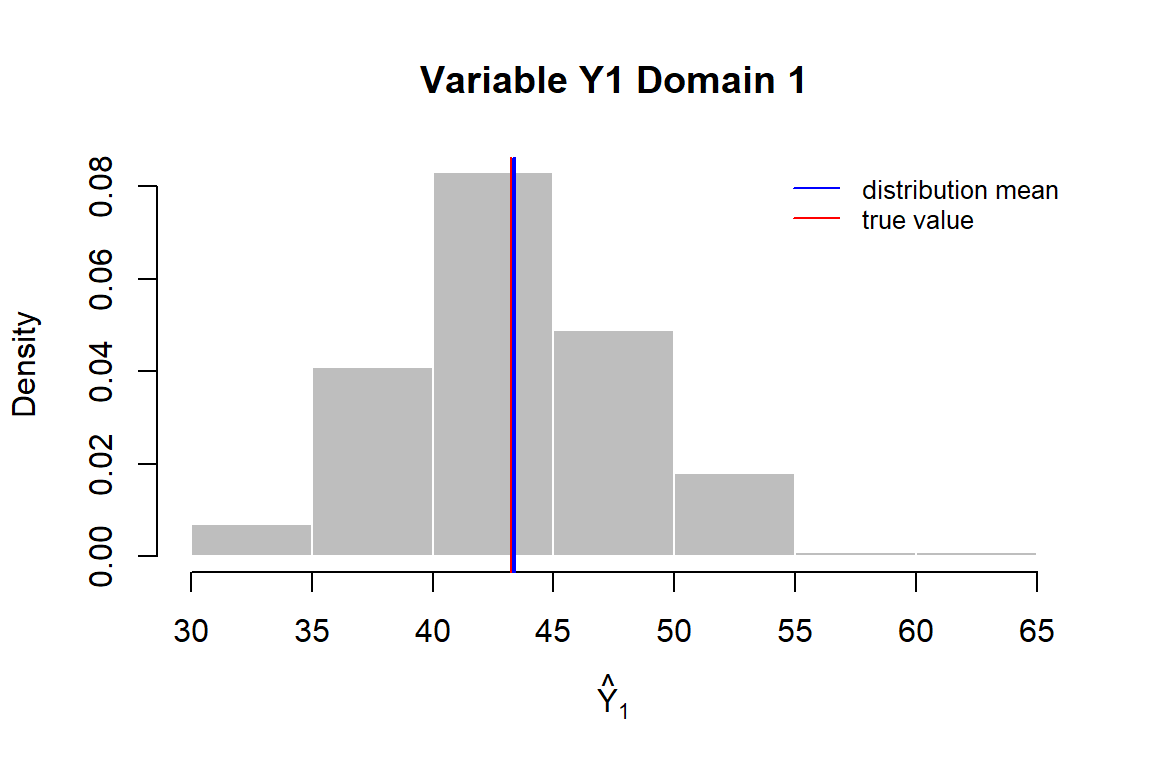 Variable Y1 Domain 1
distribution mean
true value
Density
0.00 0.02 0.04 0.06 0.08
30 35 40 45 50 55 60 65
Ŷ₁